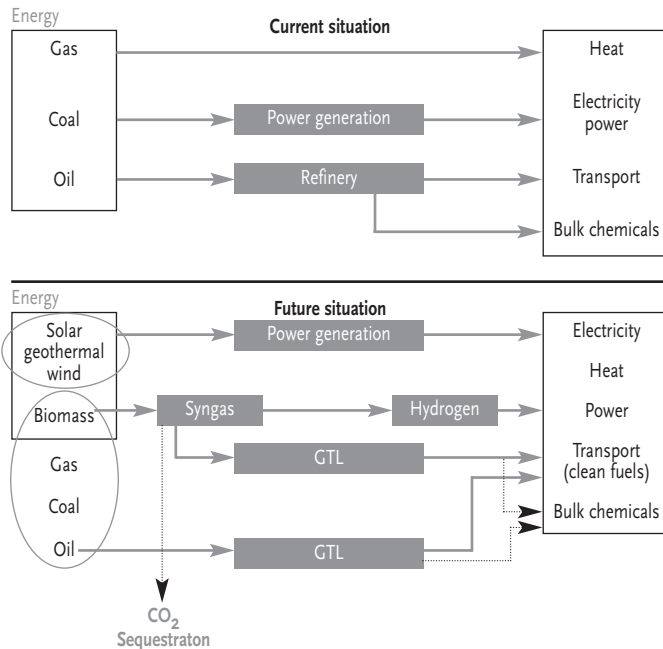 Energy
Current situation
Gas
Heat
Coal
Power generation
Electricity
power
Oil
Refinery
Transport
Bulk chemicals
Energy
Future situation
Solar
geothermal
wind
Power generation
Electricity
Heat
Biomass
Syngas
Hydrogen
Power
Gas
GTL
Transport
(clean fuels)
Coal
Bulk chemicals
Oil
GTL
CO2
Sequestraton